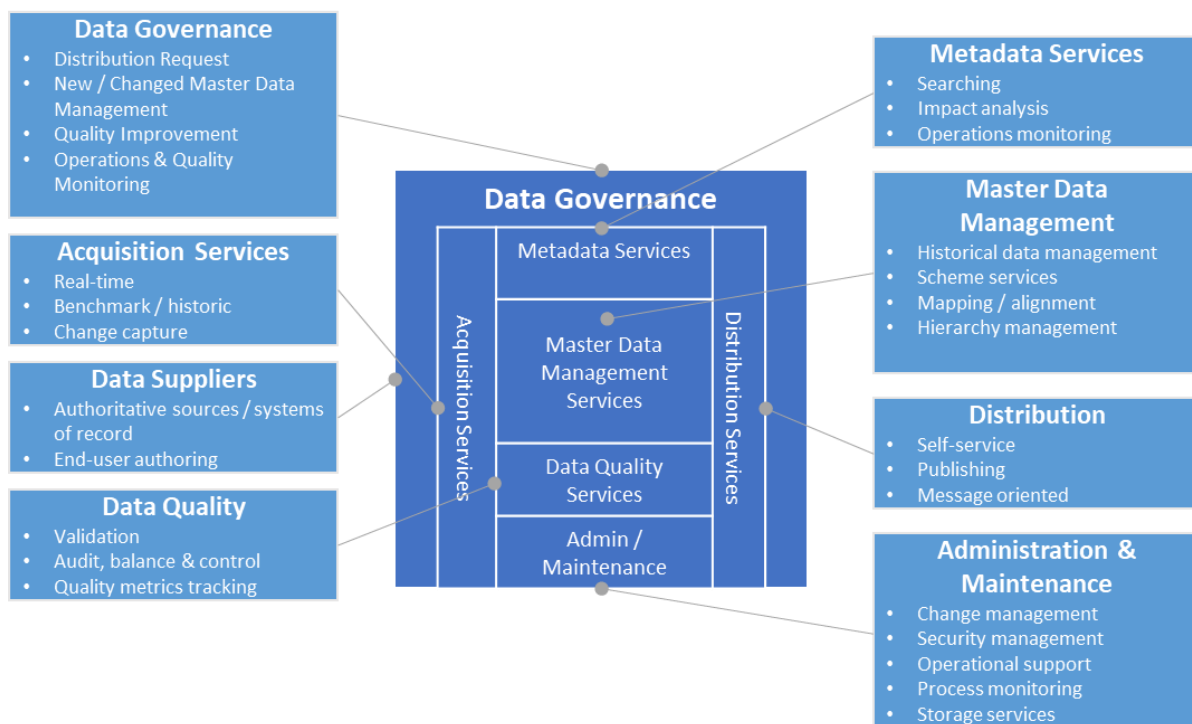 Data Governance
• Distribution Request
• New / Changed Master Data
Management
• Quality Improvement
• Operations & Quality
Monitoring
Acquisition Services
• Real-time
• Benchmark / historic
• Change capture
Data Suppliers
• Authoritative sources / systems
of record
• End-user authoring
Data Quality
• Validation
• Audit, balance & control
• Quality metrics tracking
Data Governance
Acquisition Services
Metadata Services
Master Data
Management
Services
Data Quality
Services
Admin /
Maintenance
Distribution Services
Metadata Services
• Searching
• Impact analysis
• Operations monitoring
Master Data
Management
• Historical data management
• Scheme services
• Mapping / alignment
• Hierarchy management
Distribution
• Self-service
• Publishing
• Message oriented
Administration &
Maintenance
• Change management
• Security management
• Operational support
• Process monitoring
• Storage services